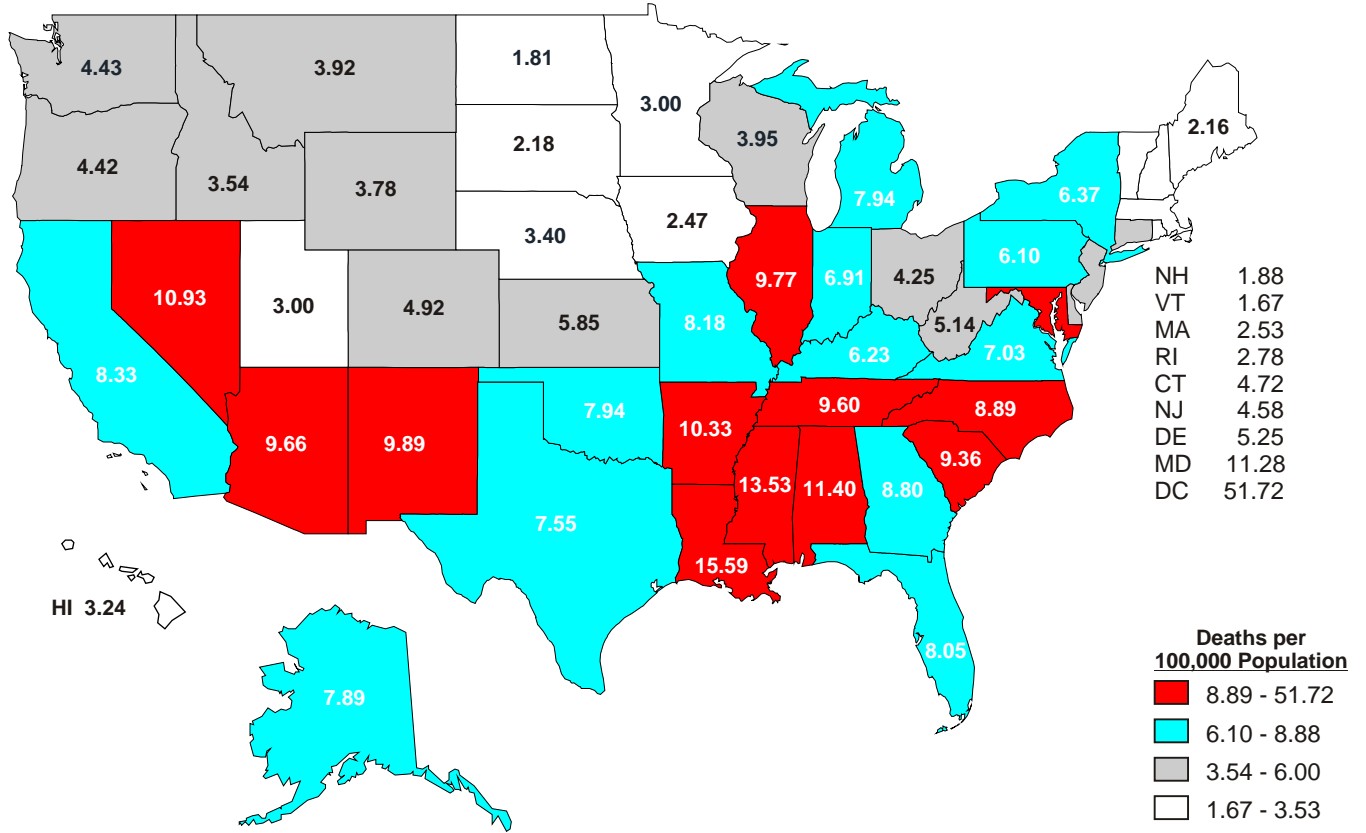 4.43
3.92
1.81
3.00
2.16
4.42
3.54
3.78
2.18
3.95
7.94
6.37
10.93
3.00
4.92
3.40
2.47
9.77
6.91
4.25
6.10
8.33
5.85
8.18
6.23
5.14
7.03
9.66
9.89
7.94
10.33
9.60
8.89
7.55
15.59
13.53
11.40
8.80
9.36
8.05
NH 1.88
VT 1.67
MA 2.53
RI 2.78
CT 4.72
NJ 4.58
DE 5.25
MD 11.28
DC 51.72
HI 3.24
7.89
Deaths per
100,000 Population
8.89 - 51.72
6.10 - 8.88
3.54 - 6.00
1.67 - 3.53